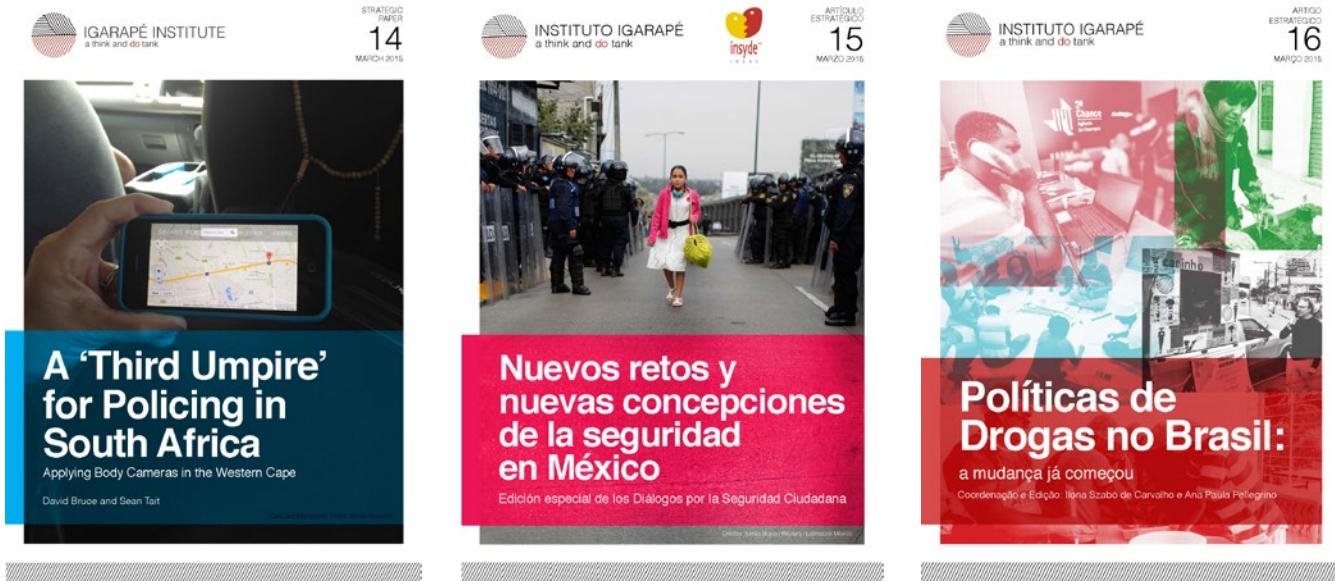 IGARAPÉ INSTITUTE
a think and do tank
STRATEGIC
PAPER
14
MARCH 2015
A ‘Third Umpire’
for Policing in
South Africa
Applying Body Cameras in the Western Cape
David Bruce and Sean Tait
INSTITUTO IGARAPÉ
a think and do tank
insyde
ARTÍCULO
ESTRATÉGICO
15
MARZO 2015
Nuevos retos y
nuevas concepciones
de la seguridad
en México
Edición especial de los Diálogos por la Seguridad Ciudadana
INSTITUTO IGARAPÉ
a think and do tank
ARTIGO
ESTRATÉGICO
16
MARÇO 2015
Chance
carinho
Políticas de
Drogas no Brasil:
a mudança já começou
Coordenação e Edição: Ilona Szabó de Carvalho e Ana Paula Pellegrino